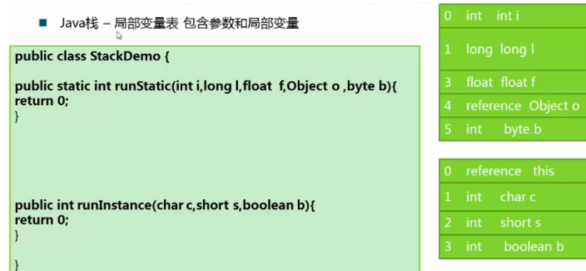 Java栈 – 局部变量表 包含参数和局部变量
public class StackDemo {
public static int runStatic(int i,long l,float  f,Object o ,byte b){
return 0;
}
public int runInstance(char c,short s,boolean b){
return 0;
}
}
0 int int i
1 long long l
3 float float f
4 reference Object o
5 int byte b
0 reference this
1 int char c
2 int short s
3 int boolean b